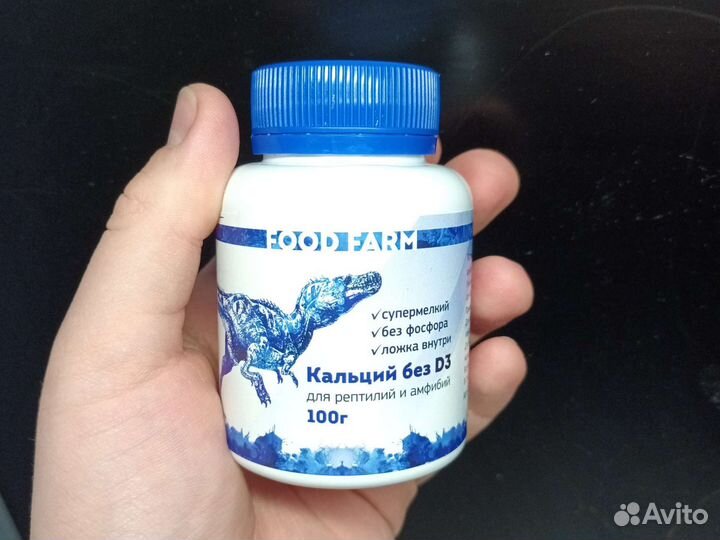 FOOD FARM
✓супермелкий
✓без фосфора
✓ложка внутри
Кальций без D3
для рептилий и амфибий
100г
Avito